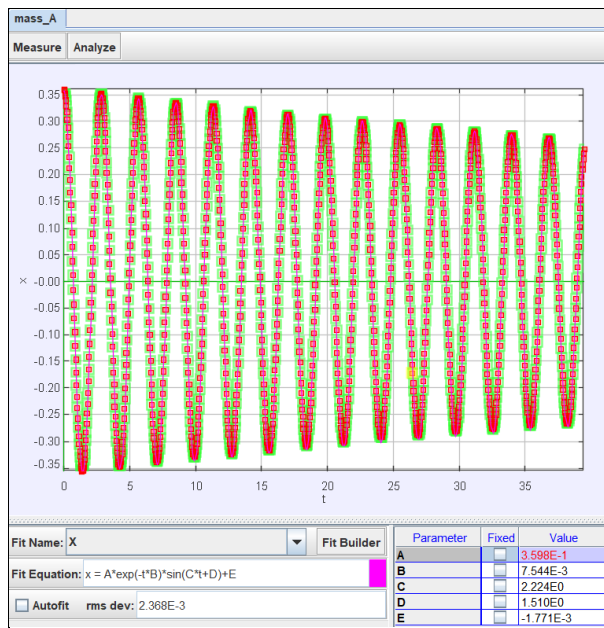 mass_A
Measure Analyze
0.35
0.30
0.25
0.20
0.15
0.10
0.05
-0.00
-0.05
-0.10
-0.15
-0.20
-0.25
-0.30
-0.35
x
0 5 10 15 20 25 30 35
t
Fit Name: X Fit Builder
Fit Equation: x = A*exp(-t*B)*sin(C*t+D)+E
Autofit rms dev: 2.368E-3
Parameter Fixed Value
A 3.598E-1
B 7.544E-3
C 2.224E0
D 1.510E0
E -1.771E-3